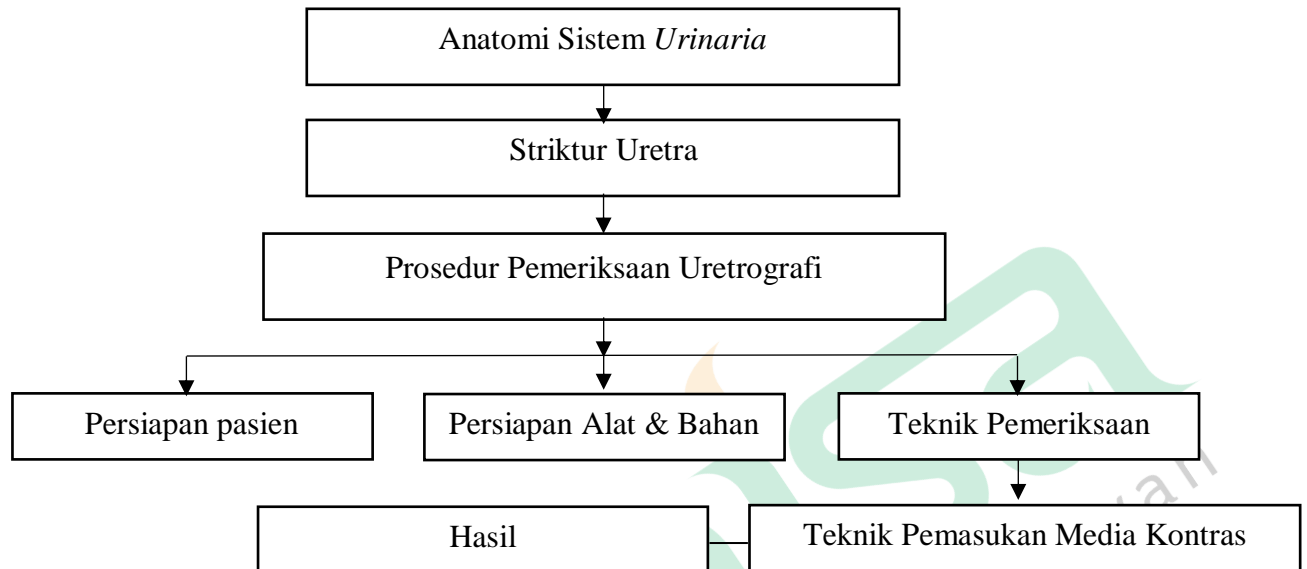 Anatomi Sistem Urinaria
Striktur Uretra
Prosedur Pemeriksaan Uretrografi
Persiapan pasien
Persiapan Alat & Bahan
Teknik Pemeriksaan
Hasil
Teknik Pemasukan Media Kontras